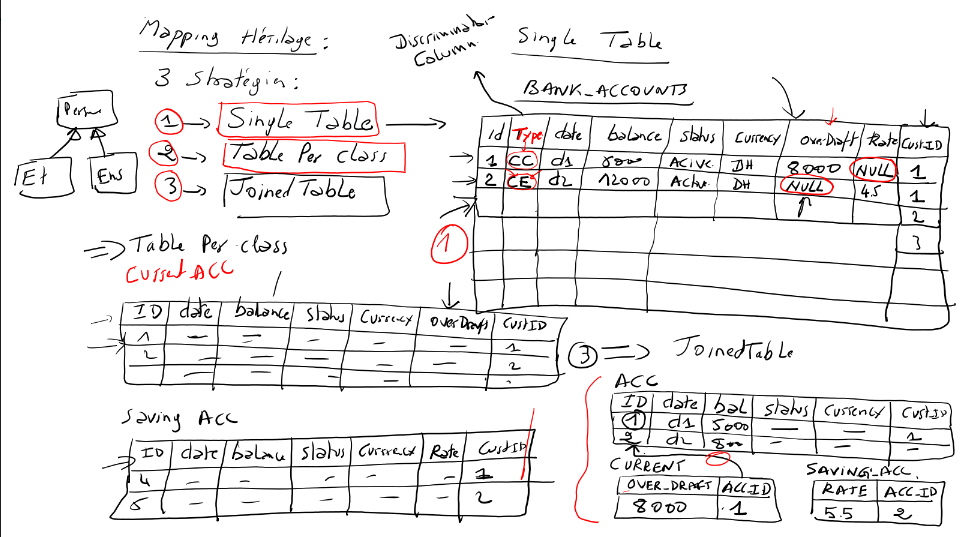 Mapping Héritage :
3 Stratégies :
Person
Et
Ens
1 → Single Table
2 → Table Per class
3 → Joined Table
Discriminator
Column
Single Table
BANK_ACCOUNTS
id Type date balance status Currency overDraft Rate CustID
1 CC d1 8000 Active DH 8000 NULL 1
2 CE d2 12000 Active DH NULL 4.5 1
2
3
1
⇒ Table Per class
Current ACC
ID date balance status Currency overDraft CustID
1 – – – – – 1
2 – – – – – 2
– – – – –
Saving ACC
ID date balance status Currency Rate CustID
4 – – – – – 1
5 – – – – – 2
3 ⇒ JoinedTable
ACC
ID date bal status Currency CustID
1 d1 5000 – –
2 d2 800 – – 1
CURRENT
OVER_DRAFT ACC_ID
8000 1
SAVING_ACC
RATE ACC_ID
5.5 2